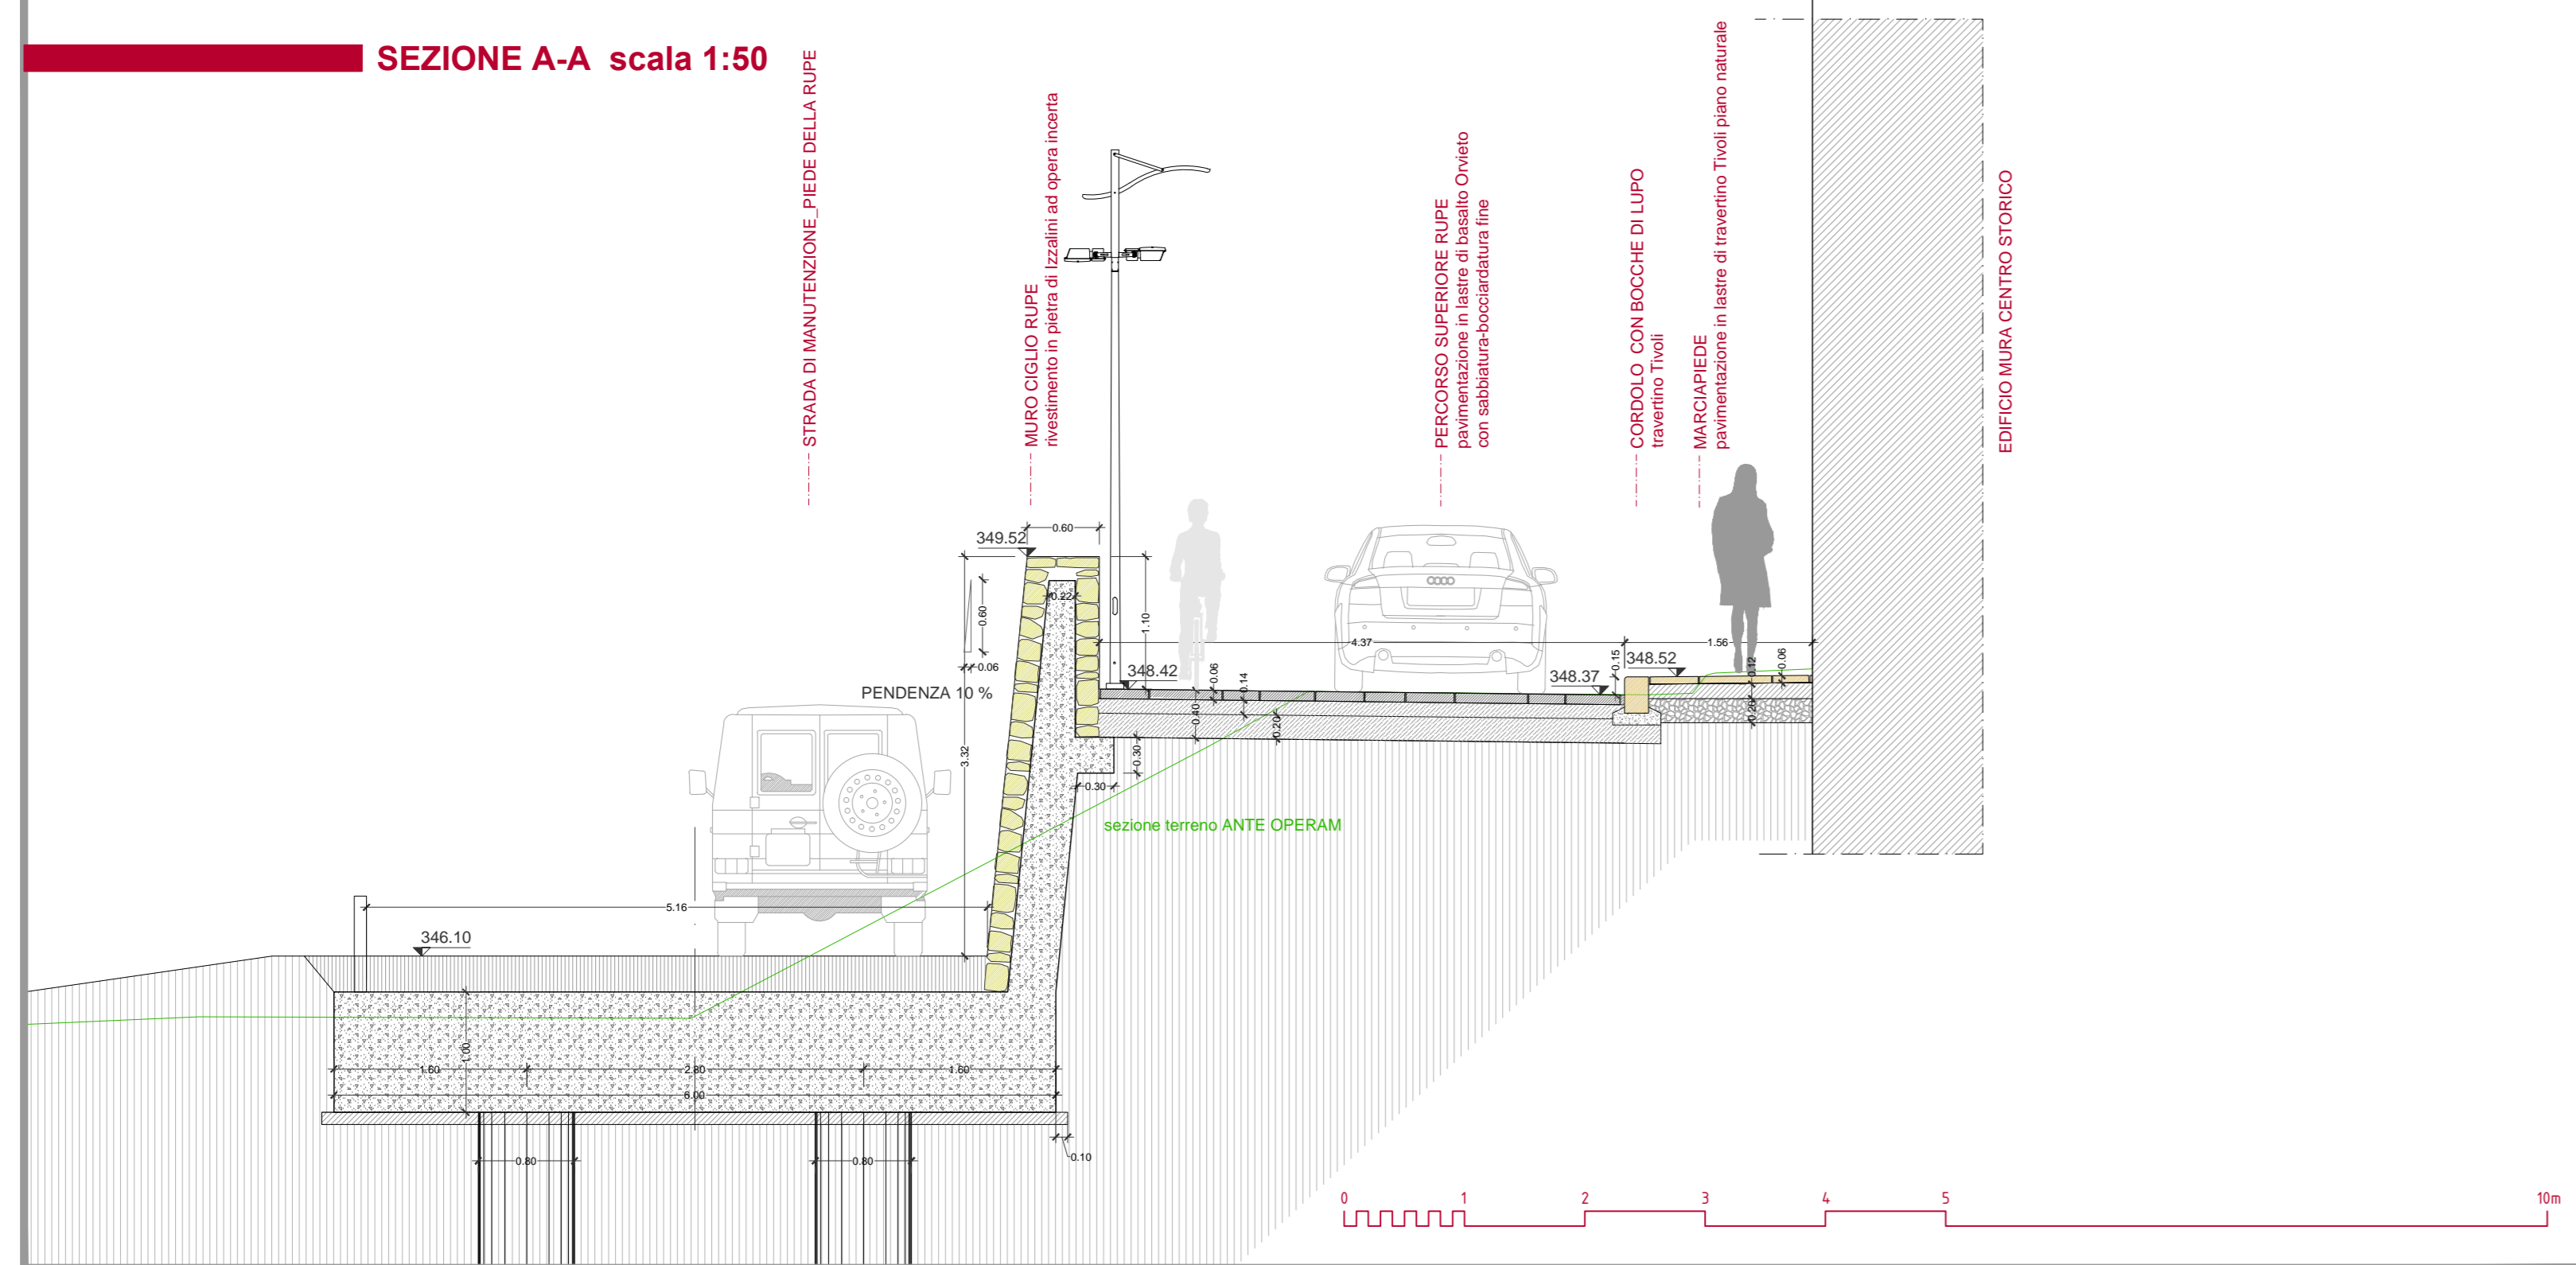 SEZIONE A-A scala 1:50
STRADA DI MANUTENZIONE_PIEDE DELLA RUPE
MURO CIGLIO RUPE
rivestimento in pietra di Izzalini ad opera incerta
PERCORSO SUPERIORE RUPE
pavimentazione in lastre di basalto Orvieto
con sabbiatura-bocciardatura fine
CORDOLO CON BOCCHE DI LUPO
travertino Tivoli
MARCIAPIEDE
pavimentazione in lastre di travertino Tivoli piano naturale
EDIFICIO MURA CENTRO STORICO
0.60
349.52
0.22
0.60
1.10
0.06
4.37
1.56
348.42
0.06
0.14
348.37
0.15
348.52
0.12
0.06
PENDENZA 10 %
0.40
0.20
0.20
3.32
0.30
0.30
sezione terreno ANTE OPERAM
5.16
346.10
1.00
1.60
2.80
1.60
6.00
0.80
0.80
0.10
0
1
2
3
4
5
10m